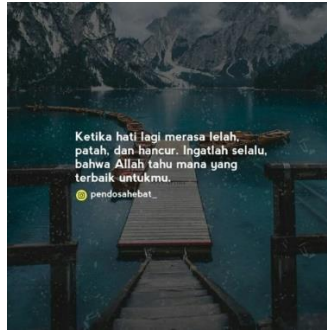 Ketika hati lagi merasa lelah,
patah, dan hancur. Ingatlah selalu,
bahwa Allah tahu mana yang
terbaik untukmu.
pendosahebat_